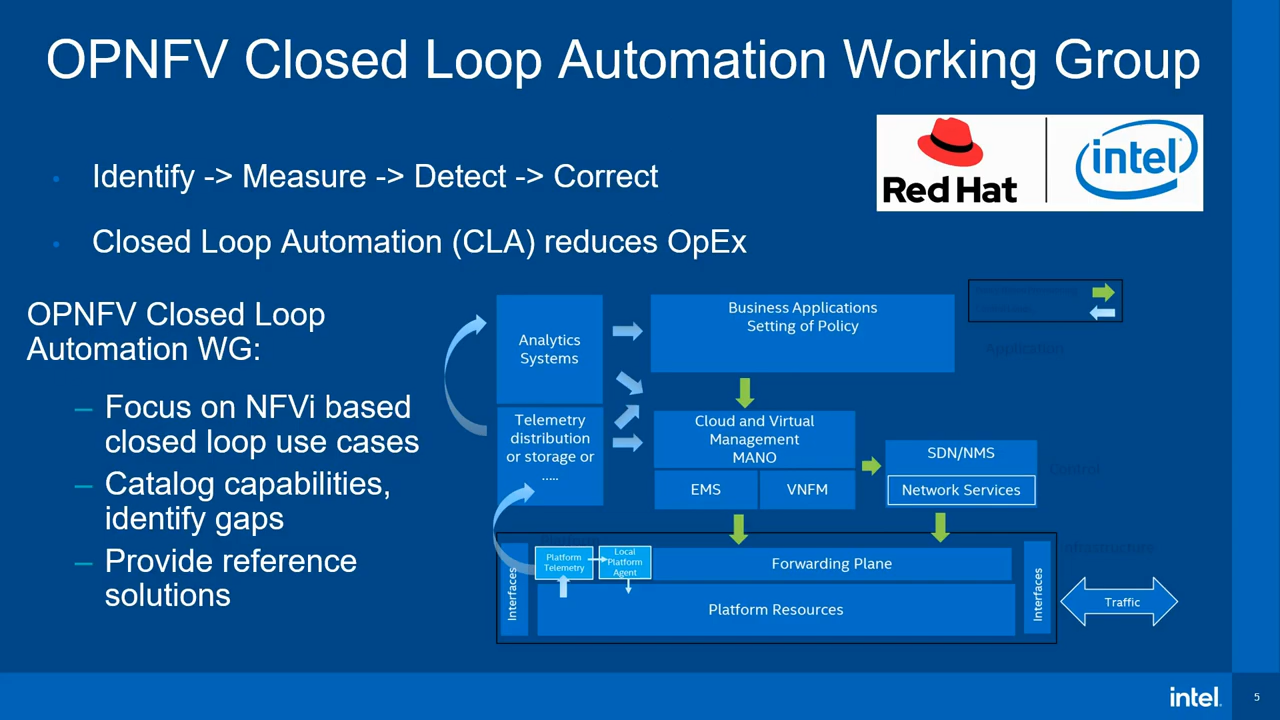 OPNFV Closed Loop Automation Working Group
Identify -> Measure -> Detect -> Correct
Closed Loop Automation (CLA) reduces OpEx
Red Hat
intel
OPNFV Closed Loop
Automation WG:
– Focus on NFVi based
closed loop use cases
– Catalog capabilities,
identify gaps
– Provide reference
solutions
Analytics
Systems
Business Applications
Setting of Policy
Application
Telemetry
distribution
or storage or
.....
Cloud and Virtual
Management
MANO
EMS
VNFM
SDN/NMS
Network Services
Control
Platform
Infrastructure
Interfaces
Platform
Telemetry
Local
Platform
Agent
Forwarding Plane
Platform Resources
Interfaces
Traffic
intel.
5